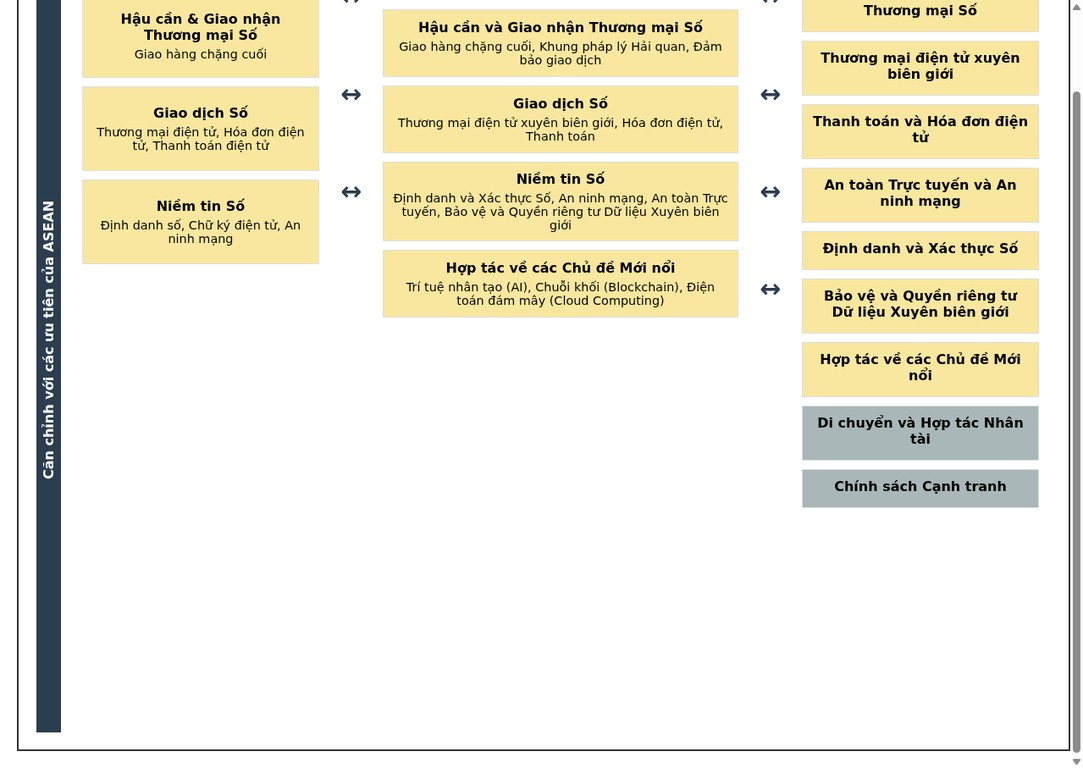 Căn chỉnh với các ưu tiên của ASEAN
Hậu cần & Giao nhận
Thương mại Số
Giao hàng chặng cuối
Giao dịch Số
Thương mại điện tử, Hóa đơn điện
tử, Thanh toán điện tử
Niềm tin Số
Định danh số, Chữ ký điện tử, An
ninh mạng
↔
↔
↔
Hậu cần và Giao nhận Thương mại Số
Giao hàng chặng cuối, Khung pháp lý Hải quan, Đảm
bảo giao dịch
Giao dịch Số
Thương mại điện tử xuyên biên giới, Hóa đơn điện tử,
Thanh toán
Niềm tin Số
Định danh và Xác thực Số, An ninh mạng, An toàn Trực
tuyến, Bảo vệ và Quyền riêng tư Dữ liệu Xuyên biên
giới
Hợp tác về các Chủ đề Mới nổi
Trí tuệ nhân tạo (AI), Chuỗi khối (Blockchain), Điện
toán đám mây (Cloud Computing)
↔
↔
↔
↔
Thương mại Số
Thương mại điện tử xuyên
biên giới
Thanh toán và Hóa đơn điện
tử
An toàn Trực tuyến và An
ninh mạng
Định danh và Xác thực Số
Bảo vệ và Quyền riêng tư
Dữ liệu Xuyên biên giới
Hợp tác về các Chủ đề Mới
nổi
Di chuyển và Hợp tác Nhân
tài
Chính sách Cạnh tranh